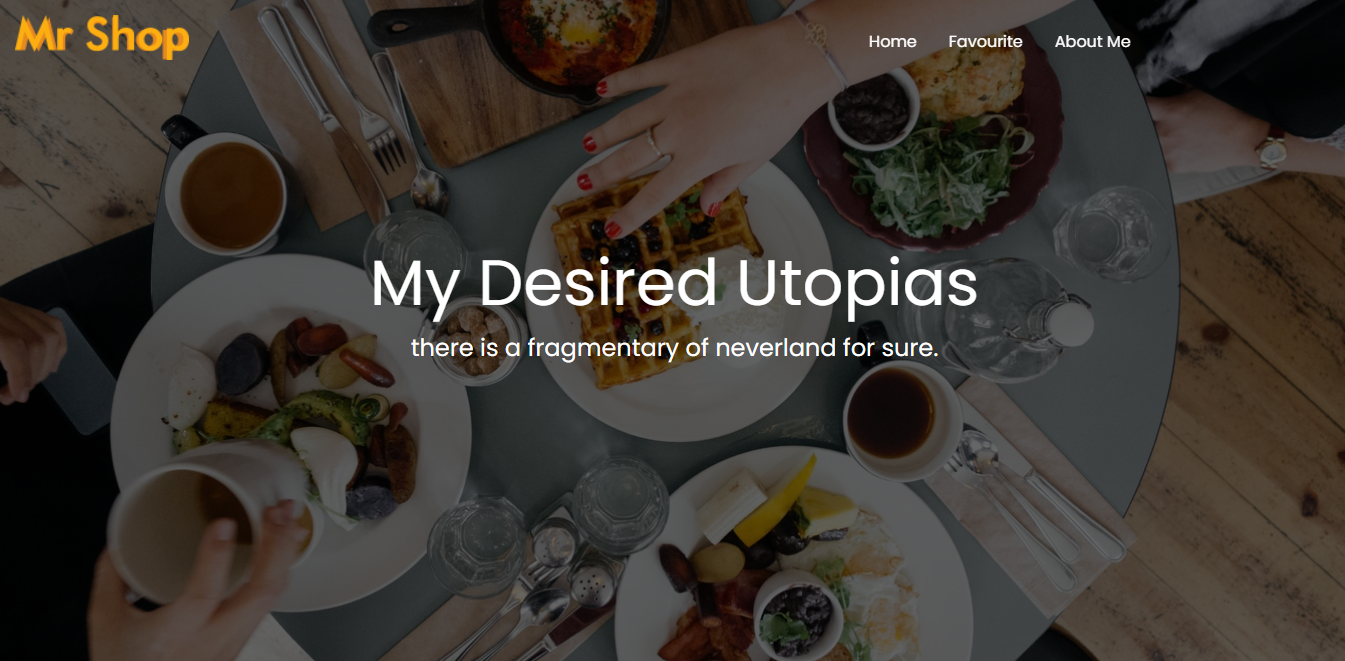 Mr Shop
Home Favourite About Me
My Desired Utopias
there is a fragmentary of neverland for sure.